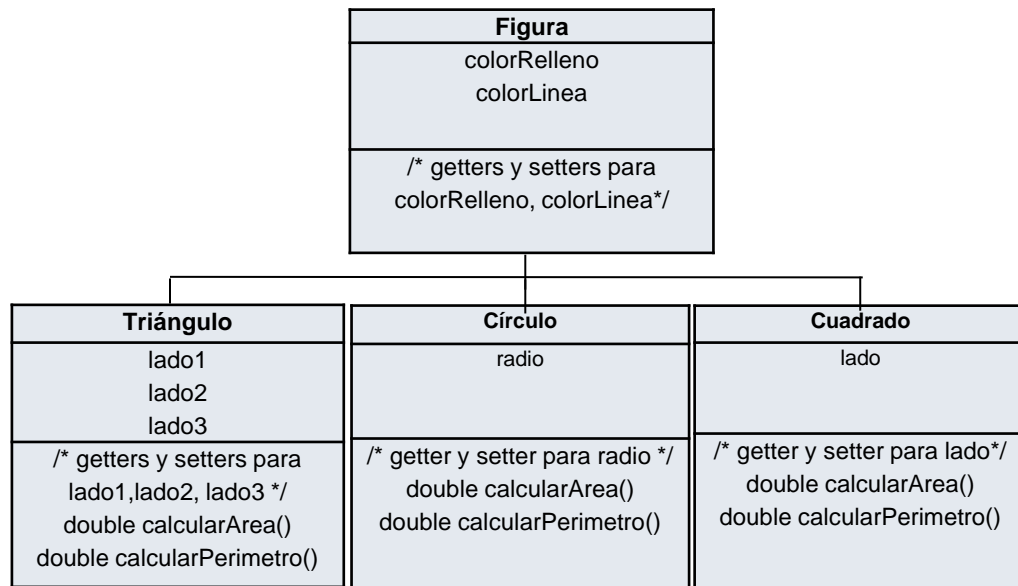 Figura
colorRelleno
colorLinea
/* getters y setters para
colorRelleno, colorLinea*/
Triángulo
lado1
lado2
lado3
/* getters y setters para
lado1,lado2, lado3 */
double calcularArea()
double calcularPerimetro()
Círculo
radio
/* getter y setter para radio */
double calcularArea()
double calcularPerimetro()
Cuadrado
lado
/* getter y setter para lado*/
double calcularArea()
double calcularPerimetro()